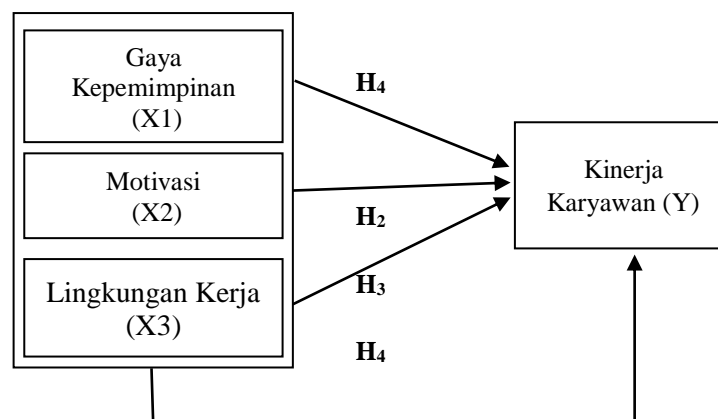 Gaya
Kepemimpinan
(X1)
Motivasi
(X2)
Lingkungan Kerja
(X3)
H₄
H₂
H₃
H₄
Kinerja
Karyawan (Y)